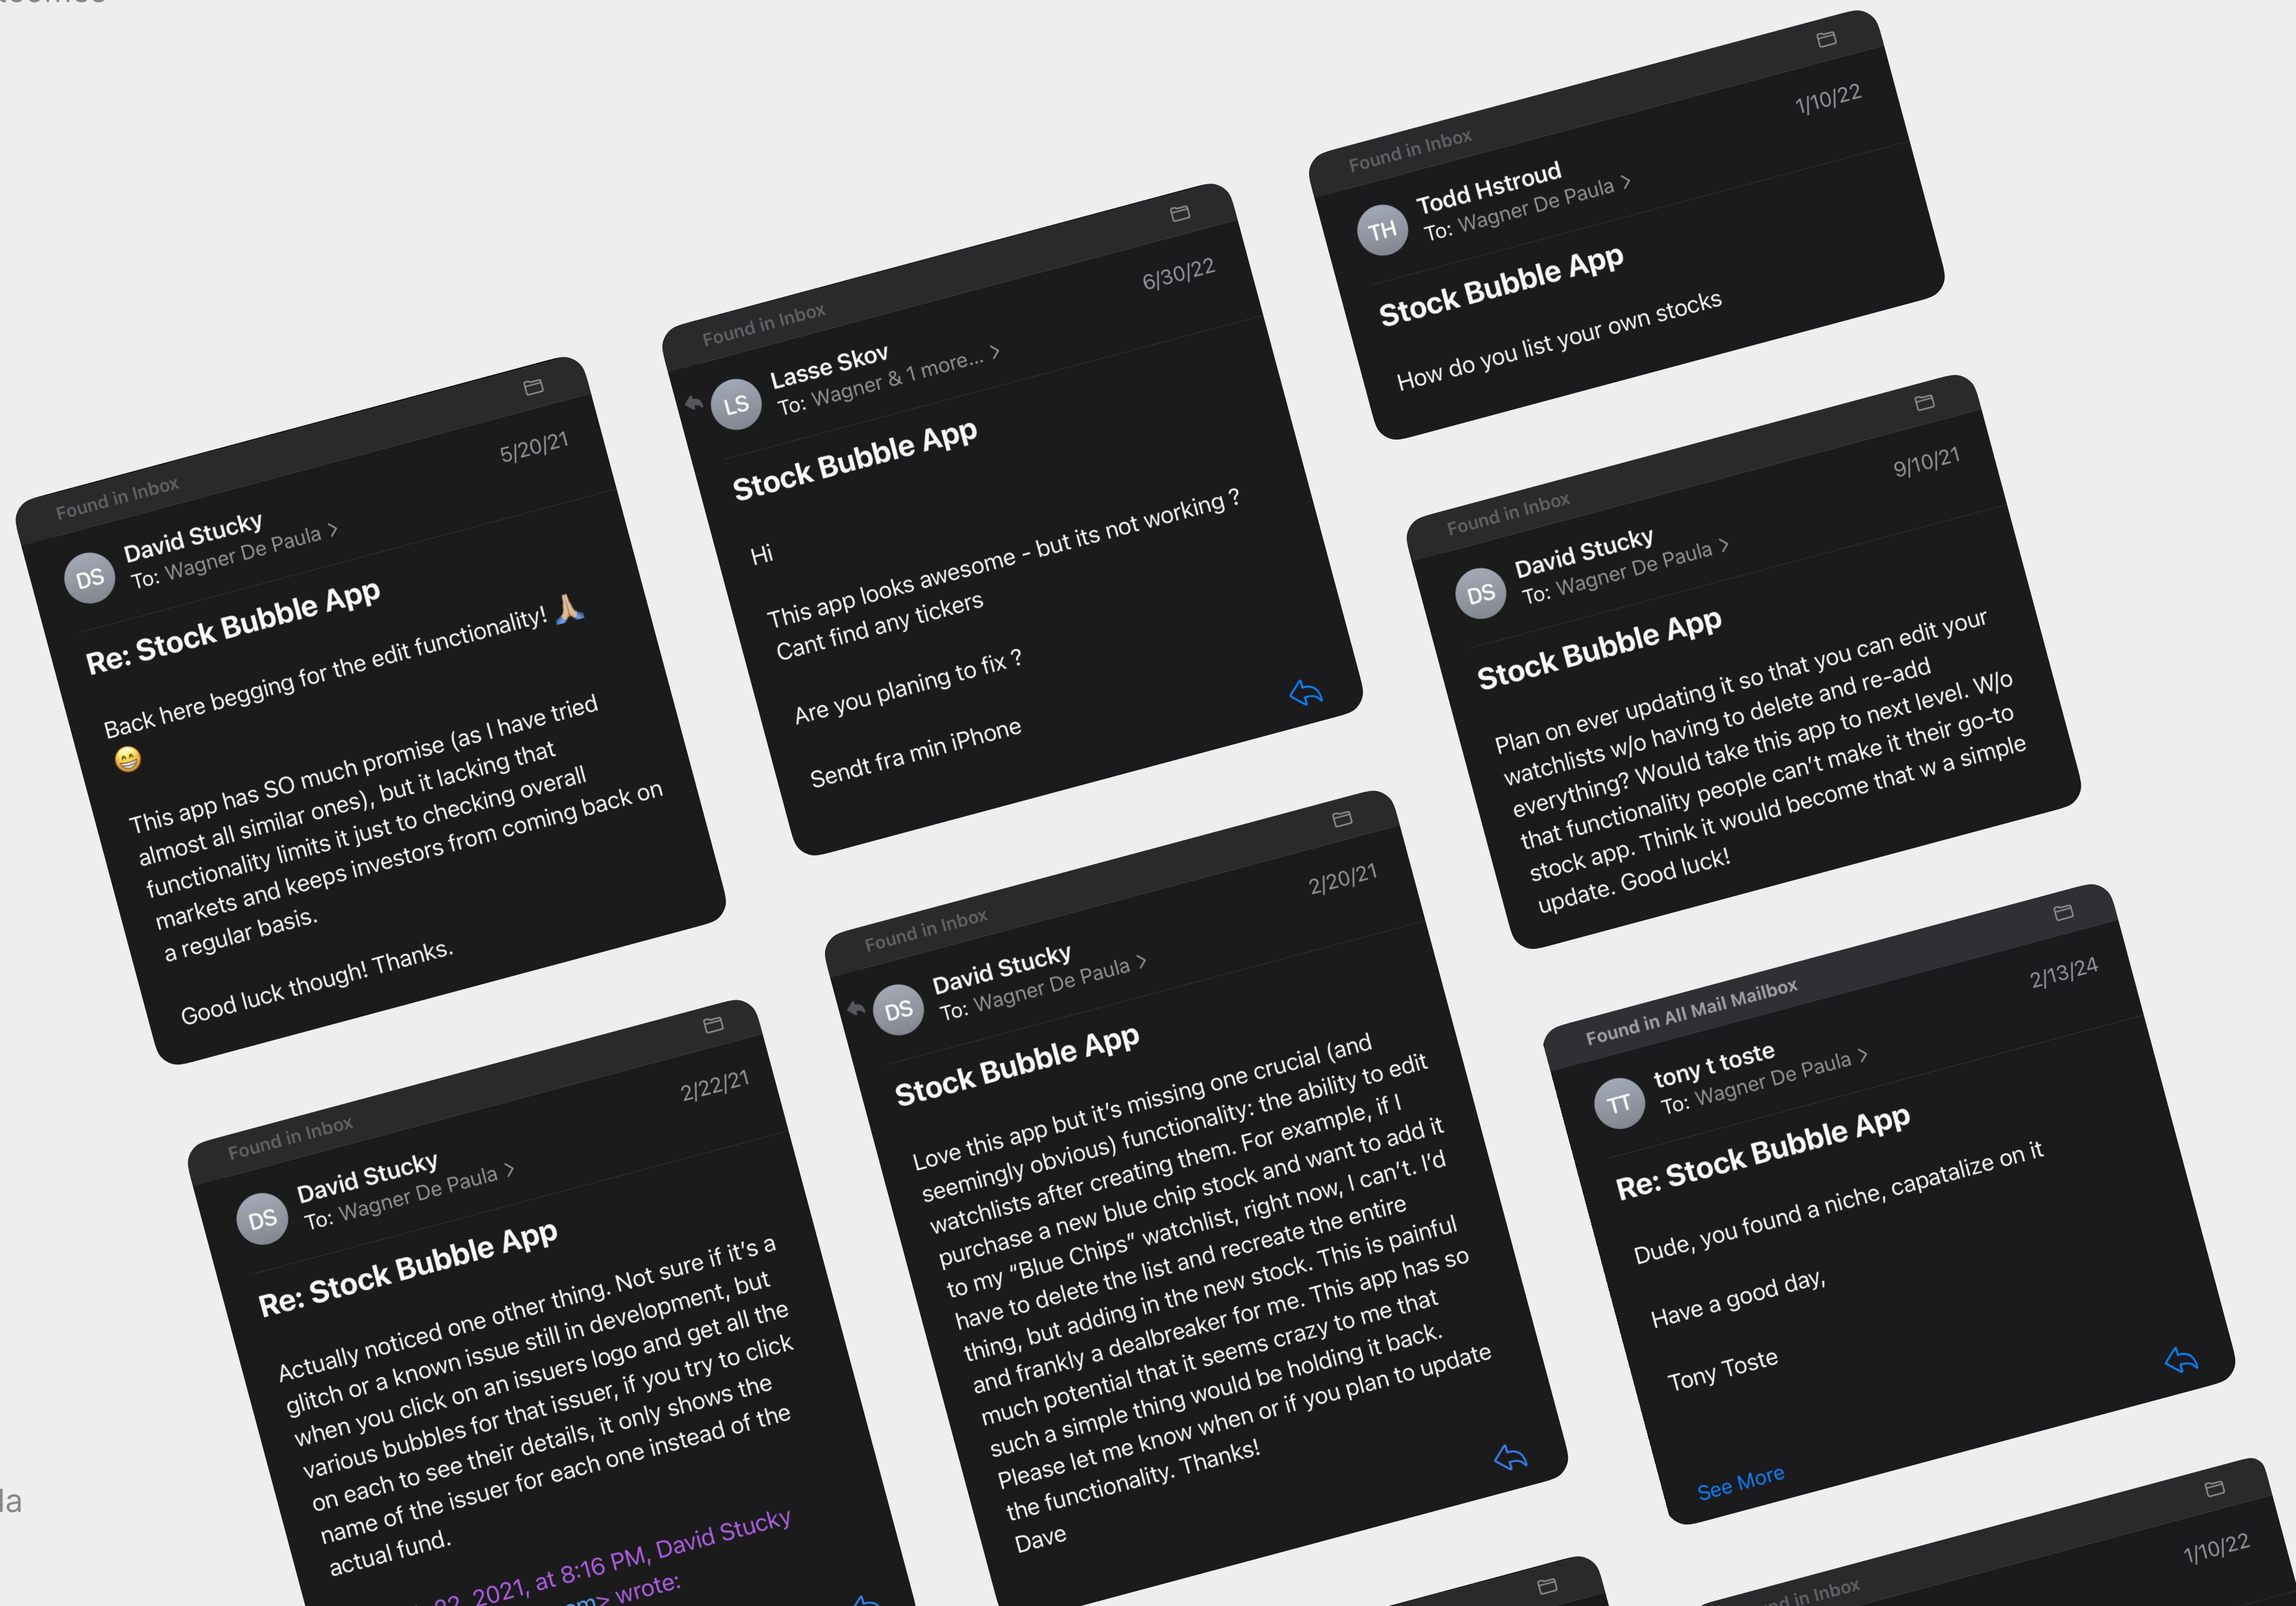 Found in Inbox
5/20/21
DS
David Stucky
To: Wagner De Paula >
Re: Stock Bubble App
Back here begging for the edit functionality! 🙏🏼
😁
This app has SO much promise (as I have tried
almost all similar ones), but it lacking that
functionality limits it just to checking overall
markets and keeps investors from coming back on
a regular basis.
Good luck though! Thanks.
Found in Inbox
6/30/22
LS
Lasse Skov
To: Wagner & 1 more... >
Stock Bubble App
Hi
This app looks awesome - but its not working ?
Cant find any tickers
Are you planing to fix ?
Sendt fra min iPhone
Found in Inbox
1/10/22
TH
Todd Hstroud
To: Wagner De Paula >
Stock Bubble App
How do you list your own stocks
Found in Inbox
9/10/21
DS
David Stucky
To: Wagner De Paula >
Stock Bubble App
Plan on ever updating it so that you can edit your
watchlists w/o having to delete and re-add
everything? Would take this app to next level. W/o
that functionality people can't make it their go-to
stock app. Think it would become that w a simple
update. Good luck!
Found in Inbox
2/22/21
DS
David Stucky
To: Wagner De Paula >
Re: Stock Bubble App
Actually noticed one other thing. Not sure if it's a
glitch or a known issue still in development, but
when you click on an issuers logo and get all the
various bubbles for that issuer, if you try to click
on each to see their details, it only shows the
name of the issuer for each one instead of the
actual fund.
22, 2021, at 8:16 PM, David Stucky
> wrote:
Found in Inbox
2/20/21
DS
David Stucky
To: Wagner De Paula >
Stock Bubble App
Love this app but it's missing one crucial (and
seemingly obvious) functionality: the ability to edit
watchlists after creating them. For example, if I
purchase a new blue chip stock and want to add it
to my “Blue Chips” watchlist, right now, I can't. I'd
have to delete the list and recreate the entire
thing, but adding in the new stock. This is painful
and frankly a dealbreaker for me. This app has so
much potential that it seems crazy to me that
such a simple thing would be holding it back.
Please let me know when or if you plan to update
the functionality. Thanks!
Dave
Found in All Mail Mailbox
2/13/24
TT
tony t toste
To: Wagner De Paula >
Re: Stock Bubble App
Dude, you found a niche, capatalize on it
Have a good day,
Tony Toste
See More
in Inbox
1/10/22